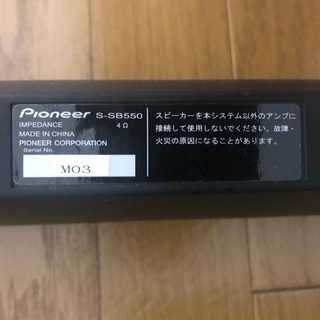 Pioneer S-SB550
IMPEDANCE 4Ω
MADE IN CHINA
PIONEER CORPORATION
Serial No.
M03
スピーカーを本システム以外のアンプに
接続して使用しないでください。故障・
火災の原因になることがあります。